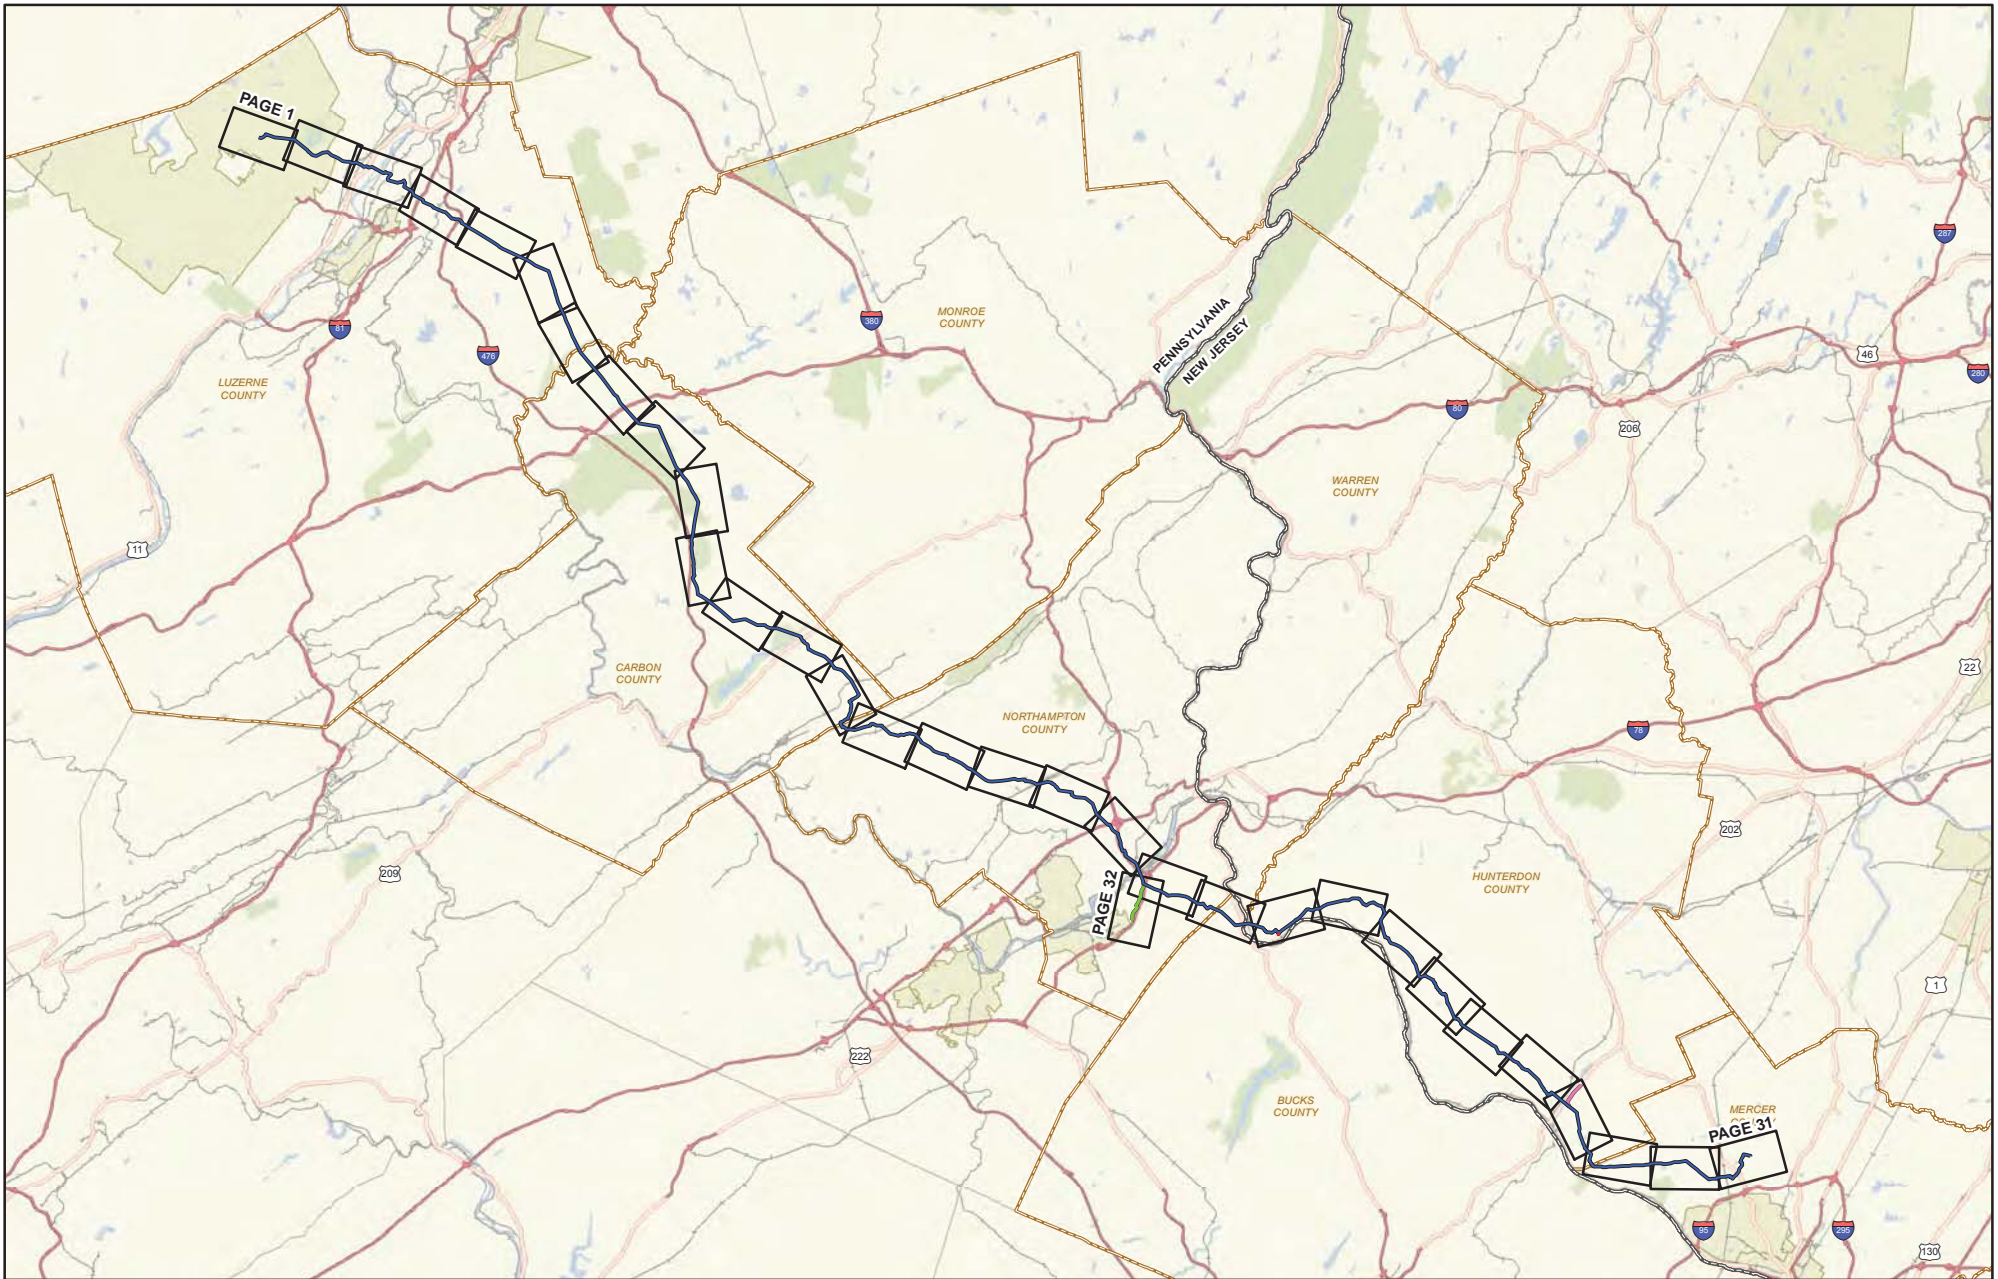 PAGE 1
287
MONROE
COUNTY
380
81
PENNSYLVANIA
NEW JERSEY
476
46
280
LUZERNE
COUNTY
80
206
WARREN
COUNTY
11
CARBON
COUNTY
22
NORTHAMPTON
COUNTY
78
202
209
HUNTERDON
COUNTY
PAGE 32
1
222
BUCKS
COUNTY
MERCER
PAGE 31
95
295
130